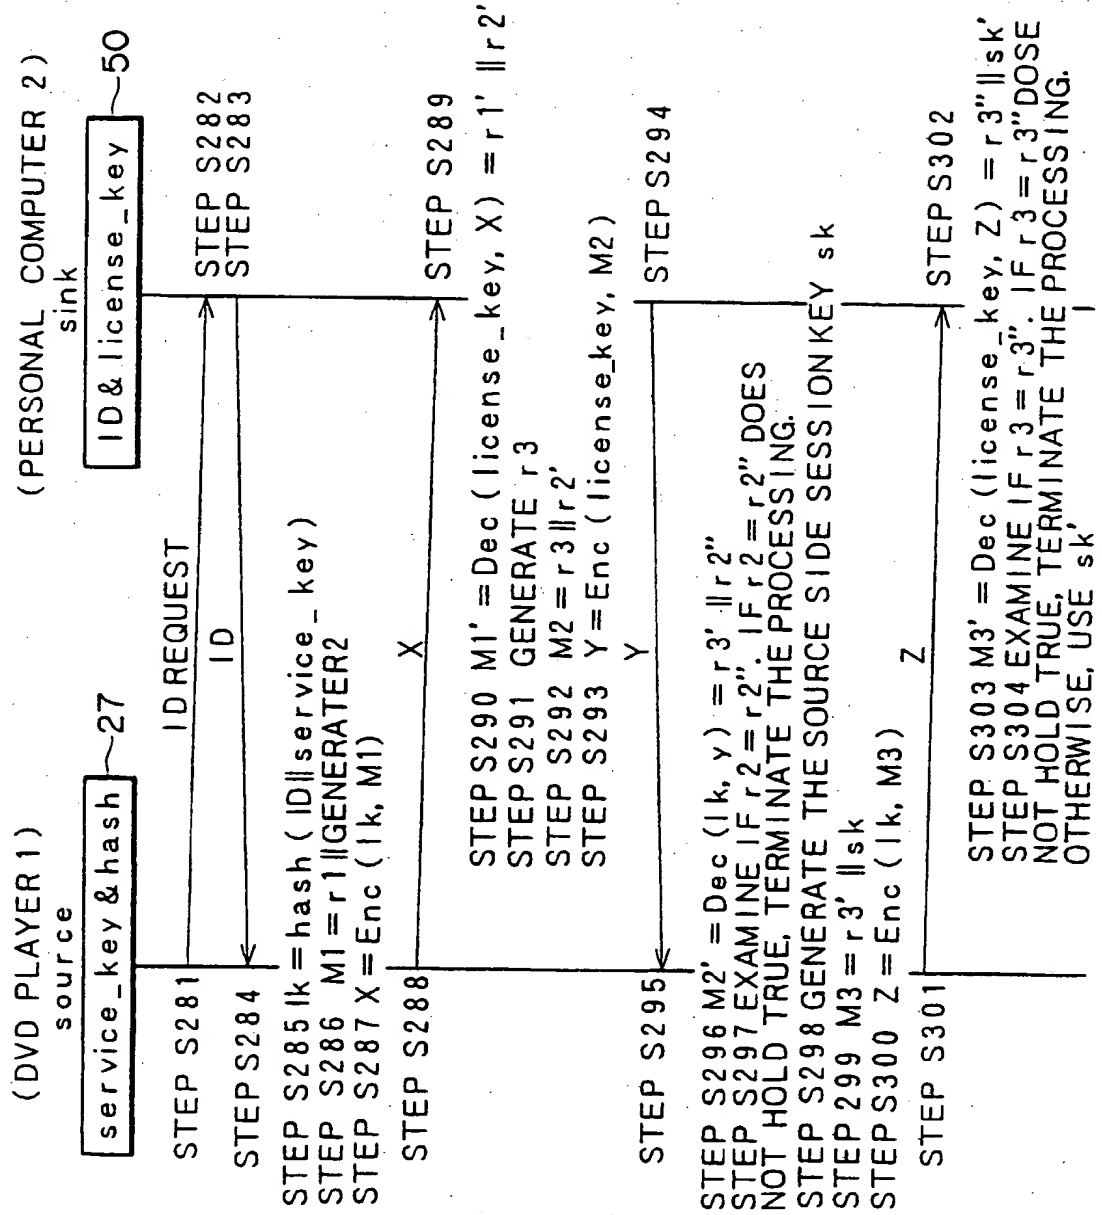 (DVD PLAYER 1)
source
service_key & hash
27
(PERSONAL COMPUTER 2)
sink
ID & license_key
50
STEP S281
ID REQUEST
STEP S282
STEP S283
ID
STEP S284
STEP S285 lk = hash ( ID || service_key)
STEP S286 M1 = r1 || GENERATER2
STEP S287 X = Enc (lk, M1)
STEP S288
X
STEP S289
STEP S290 M1' = Dec (license_key, X) = r1' || r2'
STEP S291 GENERATE r3
STEP S292 M2 = r3 || r2'
STEP S293 Y = Enc (license_key, M2)
STEP S294
Y
STEP S295
STEP S296 M2' = Dec (lk, y) = r3' || r2"
STEP S297 EXAMINE IF r2 = r2". IF r2 = r2" DOES
NOT HOLD TRUE, TERMINATE THE PROCESSING.
STEP S298 GENERATE THE SOURCE SIDE SESSION KEY sk
STEP 299 M3 = r3' || sk
STEP S300 Z = Enc (lk, M3)
STEP S301
Z
STEP S302
STEP S303 M3' = Dec (license_key, Z) = r3" || sk'
STEP S304 EXAMINE IF r3 = r3". IF r3 = r3" DOSE
NOT HOLD TRUE, TERMINATE THE PROCESSING.
OTHERWISE, USE sk'